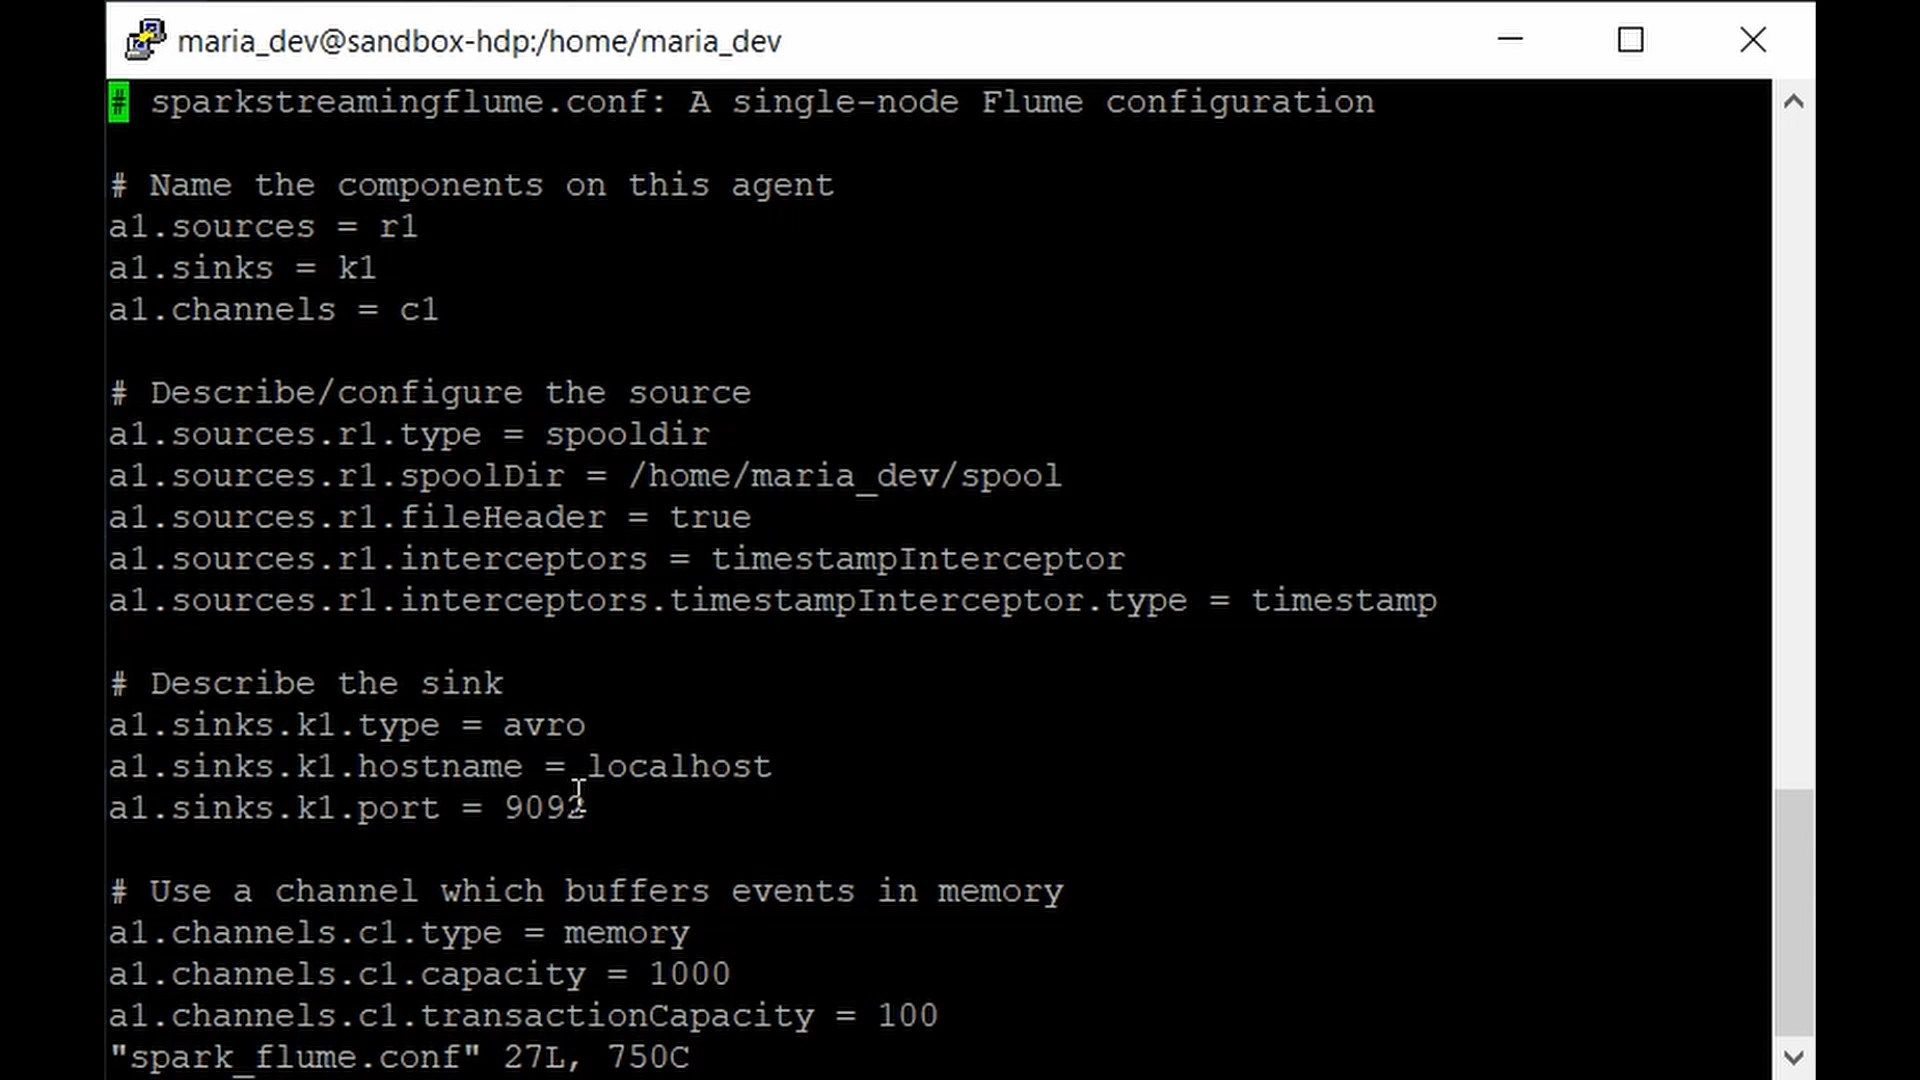 maria_dev@sandbox-hdp:/home/maria_dev
# sparkstreamingflume.conf: A single-node Flume configuration
# Name the components on this agent
a1.sources = r1
a1.sinks = k1
a1.channels = c1
# Describe/configure the source
a1.sources.r1.type = spooldir
a1.sources.r1.spoolDir = /home/maria_dev/spool
a1.sources.r1.fileHeader = true
a1.sources.r1.interceptors = timestampInterceptor
a1.sources.r1.interceptors.timestampInterceptor.type = timestamp
# Describe the sink
a1.sinks.k1.type = avro
a1.sinks.k1.hostname = localhost
a1.sinks.k1.port = 9092
# Use a channel which buffers events in memory
a1.channels.c1.type = memory
a1.channels.c1.capacity = 1000
a1.channels.c1.transactionCapacity = 100
"spark_flume.conf" 27L, 750C